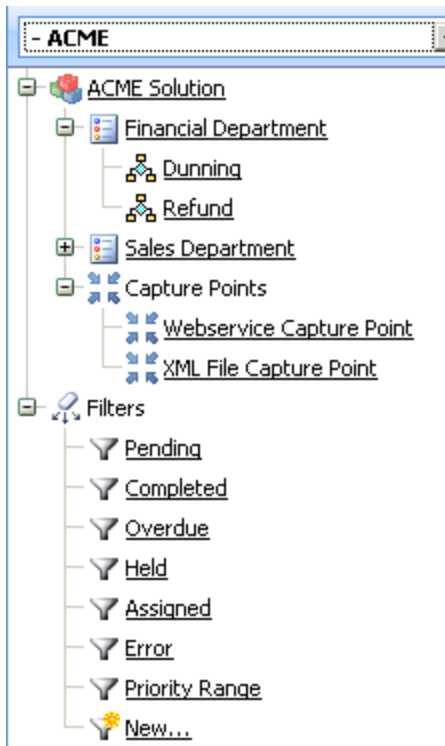 - ACME
ACME Solution
Financial Department
Dunning
Refund
Sales Department
Capture Points
Webservice Capture Point
XML File Capture Point
Filters
Pending
Completed
Overdue
Held
Assigned
Error
Priority Range
New...